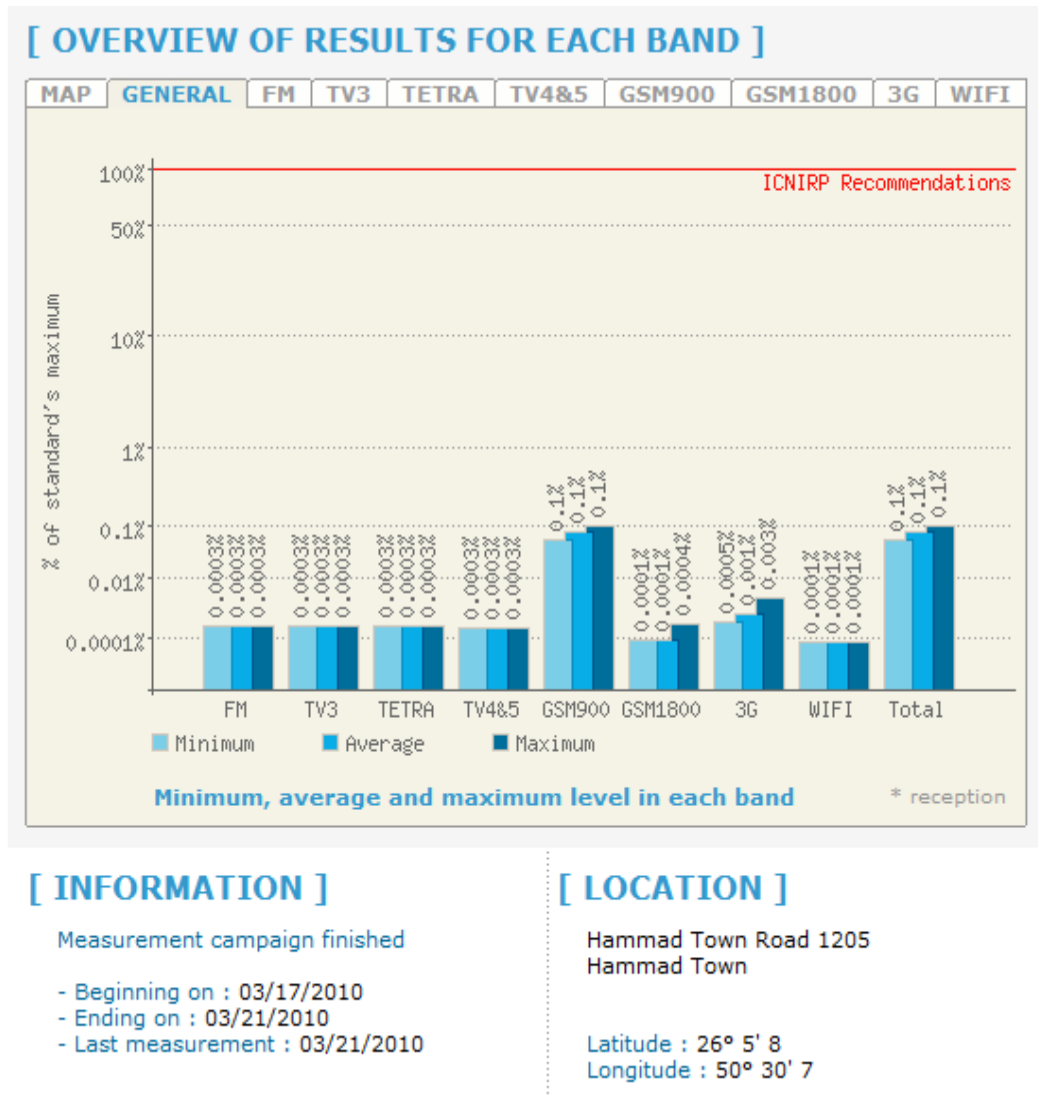 [ OVERVIEW OF RESULTS FOR EACH BAND ]
MAP GENERAL FM TV3 TETRA TV4&5 GSM900 GSM1800 3G WIFI
100%
ICNIRP Recommendations
50%
10%
1%
0.1%
0.01%
0.0001%
% of standard's maximum
0.0003% 0.0003% 0.0003%
0.0003% 0.0003% 0.0003%
0.0003% 0.0003% 0.0003%
0.0003% 0.0003% 0.0003%
0.1% 0.1% 0.1%
0.0001% 0.0001% 0.0004%
0.0005% 0.001% 0.003%
0.0001% 0.0001% 0.0001%
0.1% 0.1% 0.1%
FM TV3 TETRA TV4&5 GSM900 GSM1800 3G WIFI Total
Minimum Average Maximum
Minimum, average and maximum level in each band * reception
[ INFORMATION ]
Measurement campaign finished
- Beginning on : 03/17/2010
- Ending on : 03/21/2010
- Last measurement : 03/21/2010
[ LOCATION ]
Hammad Town Road 1205
Hammad Town
Latitude : 26° 5' 8
Longitude : 50° 30' 7